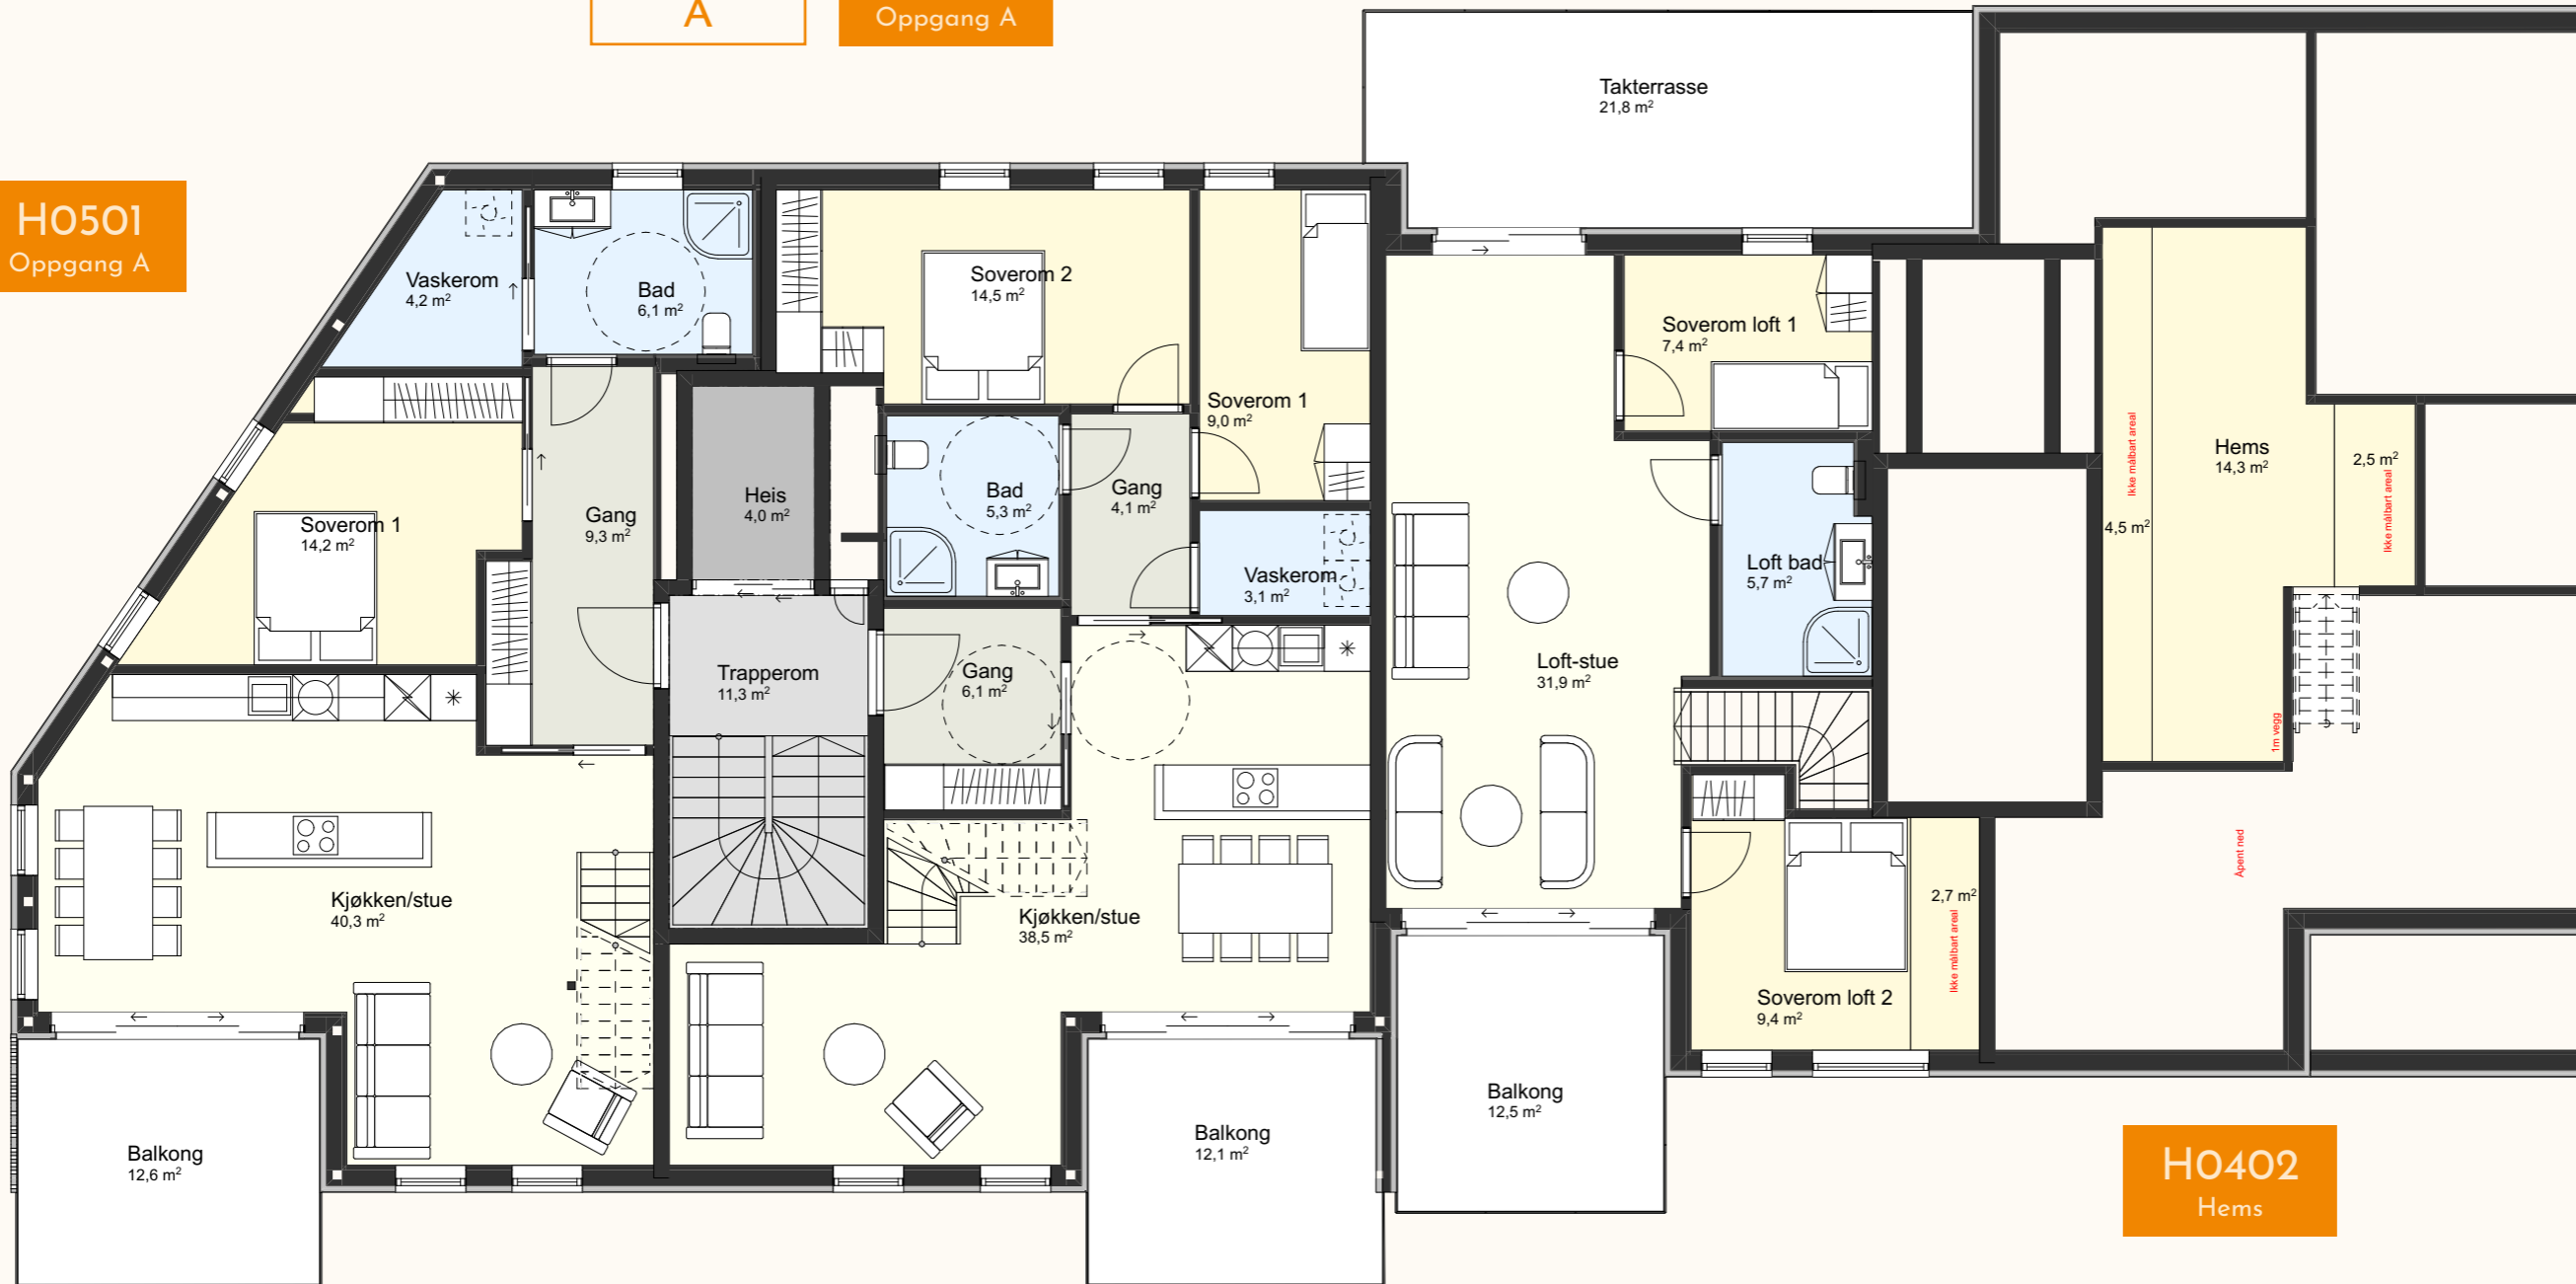 A
Oppgang A
Takterrasse
21,8 m²
H0501
Oppgang A
Vaskerom
4,2 m²
Bad
6,1 m²
Soverom 2
14,5 m²
Soverom 1
9,0 m²
Soverom loft 1
7,4 m²
Hems
14,3 m²
Ikke målbart areal
4,5 m²
2,5 m²
Ikke målbart areal
Soverom 1
14,2 m²
Gang
9,3 m²
Heis
4,0 m²
Bad
5,3 m²
Gang
4,1 m²
Vaskerom
3,1 m²
Loft bad
5,7 m²
Trapperom
11,3 m²
Gang
6,1 m²
Loft-stue
31,9 m²
1m vegg
Åpent ned
Kjøkken/stue
40,3 m²
Kjøkken/stue
38,5 m²
2,7 m²
Ikke målbart areal
Soverom loft 2
9,4 m²
Balkong
12,6 m²
Balkong
12,1 m²
Balkong
12,5 m²
H0402
Hems